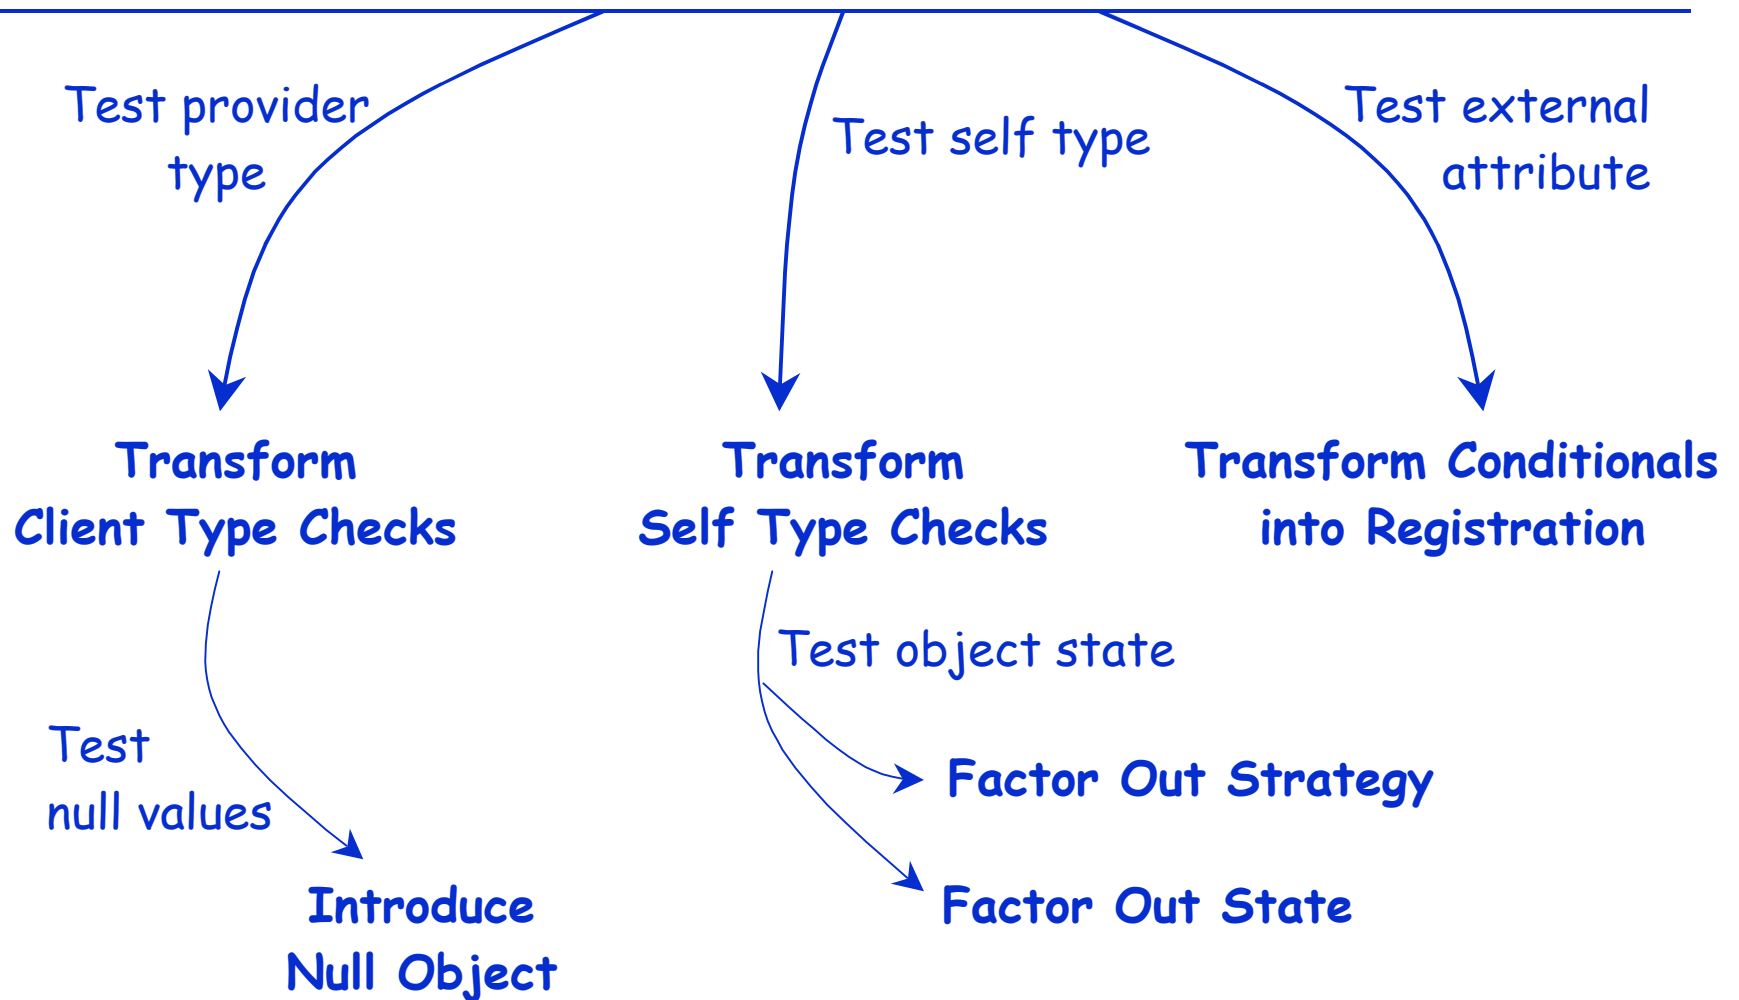 Test provider
type
Test self type
Test external
attribute
Transform
Client Type Checks
Transform
Self Type Checks
Transform Conditionals
into Registration
Test object state
Test
null values
Factor Out Strategy
Factor Out State
Introduce
Null Object